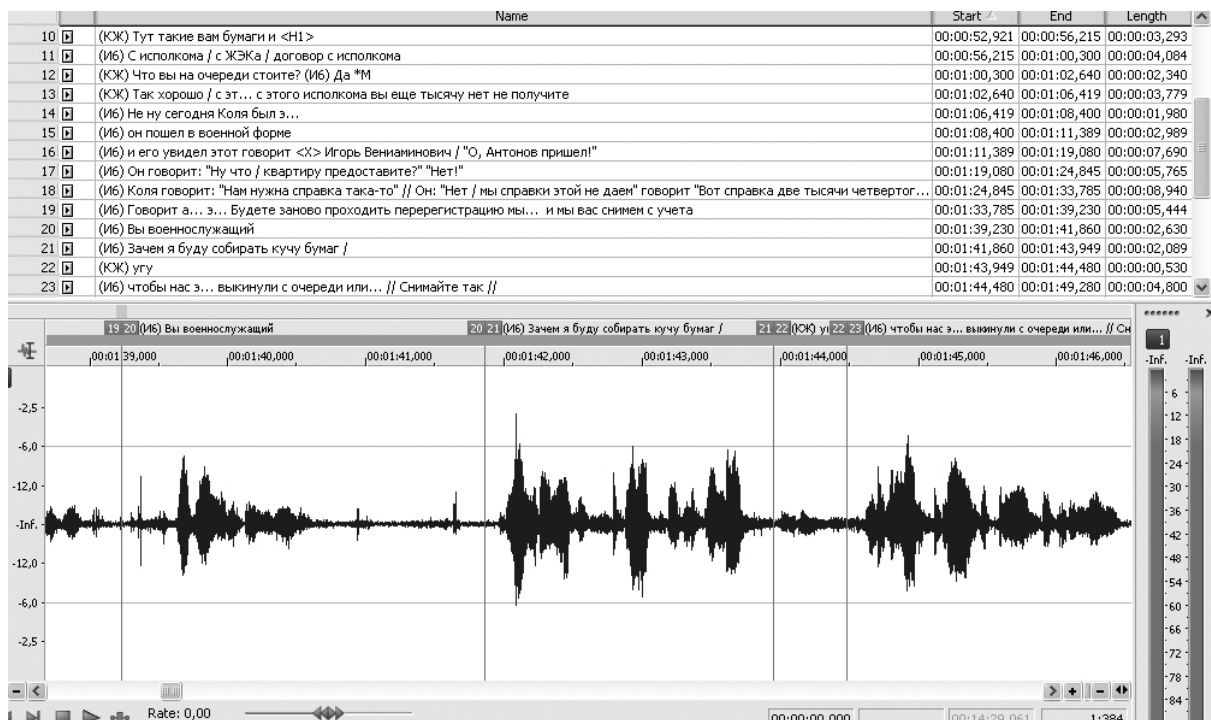 Name Start End Length
10 (КЖ) Тут такие вам бумаги и <Н1> 00:00:52,921 00:00:56,215 00:00:03,293
11 (И6) С исполкома / с ЖЭКа / договор с исполкома 00:00:56,215 00:01:00,300 00:00:04,084
12 (КЖ) Что вы на очереди стоите? (И6) Да *М 00:01:00,300 00:01:02,640 00:00:02,340
13 (КЖ) Так хорошо / с эт... с этого исполкома вы еще тысячу нет не получите 00:01:02,640 00:01:06,419 00:00:03,779
14 (И6) Не ну сегодня Коля был э... 00:01:06,419 00:01:08,400 00:00:01,980
15 (И6) он пошел в военной форме 00:01:08,400 00:01:11,389 00:00:02,989
16 (И6) и его увидел этот говорит <Х> Игорь Вениаминович / "О, Антонов пришел!" 00:01:11,389 00:01:19,080 00:00:07,690
17 (И6) Он говорит: "Ну что / квартиру предоставите?" "Нет!" 00:01:19,080 00:01:24,845 00:00:05,765
18 (И6) Коля говорит: "Нам нужна справка така-то" // Он: "Нет / мы справки этой не даем" говорит "Вот справка две тысячи четвертог... 00:01:24,845 00:01:33,785 00:00:08,940
19 (И6) Говорит а... э... Будете заново проходить перерегистрацию мы... и мы вас снимем с учета 00:01:33,785 00:01:39,230 00:00:05,444
20 (И6) Вы военнослужащий 00:01:39,230 00:01:41,860 00:00:02,630
21 (И6) Зачем я буду собирать кучу бумаг / 00:01:41,860 00:01:43,949 00:00:02,089
22 (КЖ) угу 00:01:43,949 00:01:44,480 00:00:00,530
23 (И6) чтобы нас э... выкинули с очереди или... // Снимайте так // 00:01:44,480 00:01:49,280 00:00:04,800
19 20 (И6) Вы военнослужащий 20 21 (И6) Зачем я буду собирать кучу бумаг / 21 22 (КЖ) у 22 23 (И6) чтобы нас э... выкинули с очереди или... // Сн
00:01:39,000 00:01:40,000 00:01:41,000 00:01:42,000 00:01:43,000 00:01:44,000 00:01:45,000 00:01:46,000
1
-Inf. -Inf.
-2,5
-6,0
-12,0
-Inf.
-12,0
-6,0
-2,5
-6
-12
-18
-24
-30
-36
-42
-48
-54
-60
-66
-72
-78
-84
Rate: 0,00
00:00:00,000 00:14:29,061 1:384